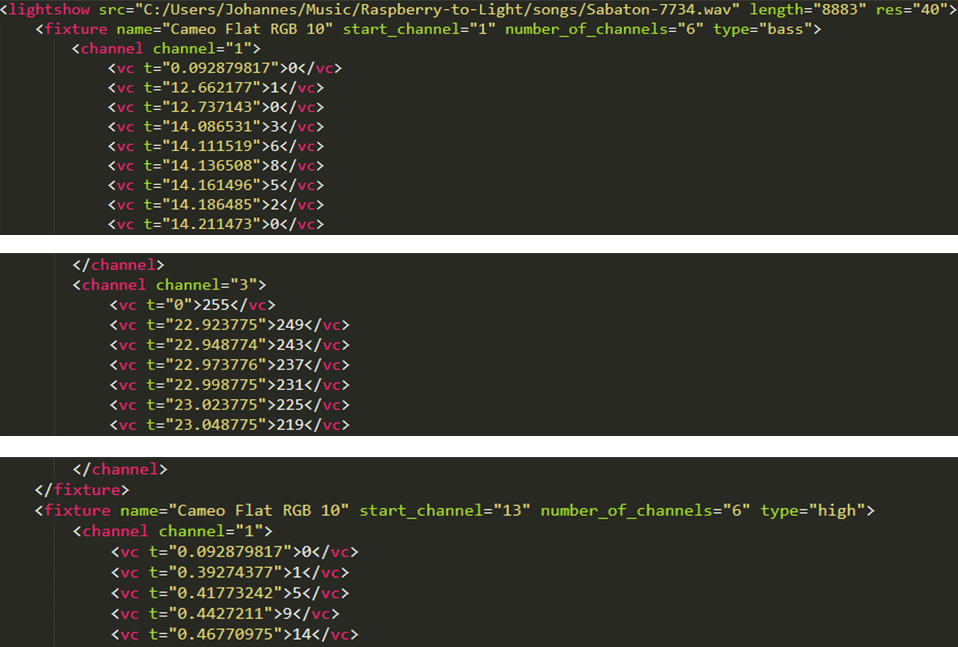 <lightshow src="C:/Users/Johannes/Music/Raspberry-to-Light/songs/Sabaton-7734.wav" length="8883" res="40">
<fixture name="Cameo Flat RGB 10" start_channel="1" number_of_channels="6" type="bass">
<channel channel="1">
<vc t="0.092879817">0</vc>
<vc t="12.662177">1</vc>
<vc t="12.737143">0</vc>
<vc t="14.086531">3</vc>
<vc t="14.111519">6</vc>
<vc t="14.136508">8</vc>
<vc t="14.161496">5</vc>
<vc t="14.186485">2</vc>
<vc t="14.211473">0</vc>
</channel>
<channel channel="3">
<vc t="0">255</vc>
<vc t="22.923775">249</vc>
<vc t="22.948774">243</vc>
<vc t="22.973776">237</vc>
<vc t="22.998775">231</vc>
<vc t="23.023775">225</vc>
<vc t="23.048775">219</vc>
</channel>
</fixture>
<fixture name="Cameo Flat RGB 10" start_channel="13" number_of_channels="6" type="high">
<channel channel="1">
<vc t="0.092879817">0</vc>
<vc t="0.39274377">1</vc>
<vc t="0.41773242">5</vc>
<vc t="0.4427211">9</vc>
<vc t="0.46770975">14</vc>